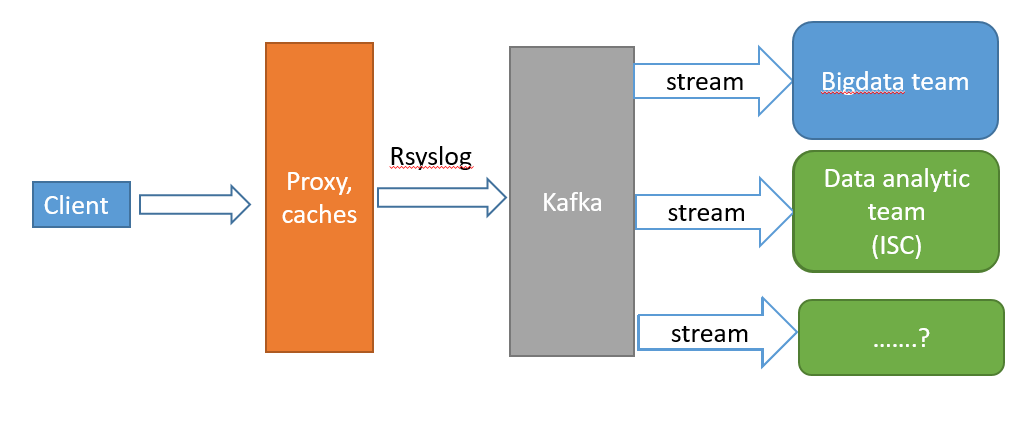 Client
Proxy,
caches
Rsyslog
Kafka
stream
Bigdata team
stream
Data analytic
team
(ISC)
stream
.......?